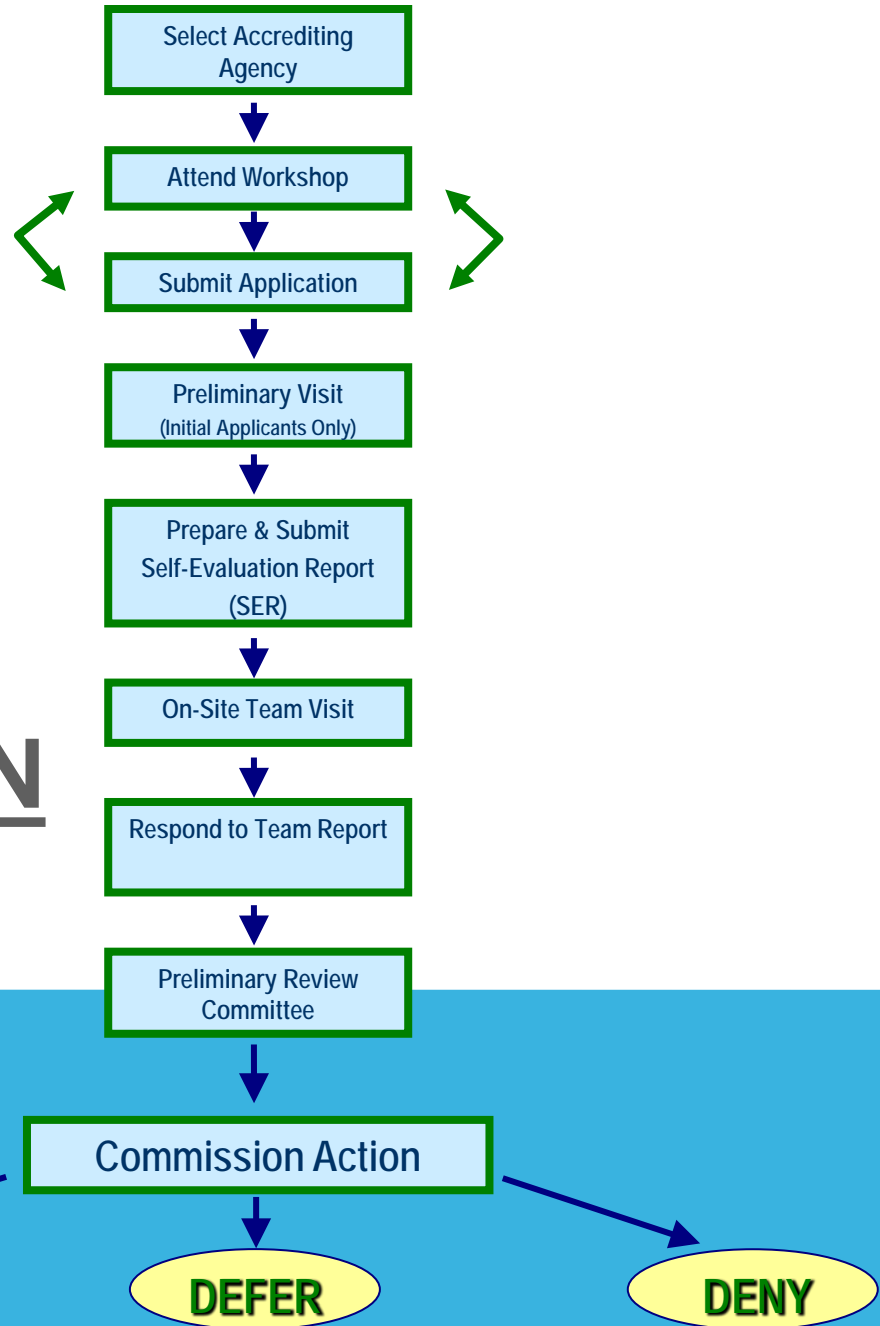 Select Accrediting
Agency
Attend Workshop
Submit Application
Preliminary Visit
(Initial Applicants Only)
Prepare & Submit
Self-Evaluation Report
(SER)
On-Site Team Visit
N
Respond to Team Report
Preliminary Review
Committee
Commission Action
DEFER
DENY